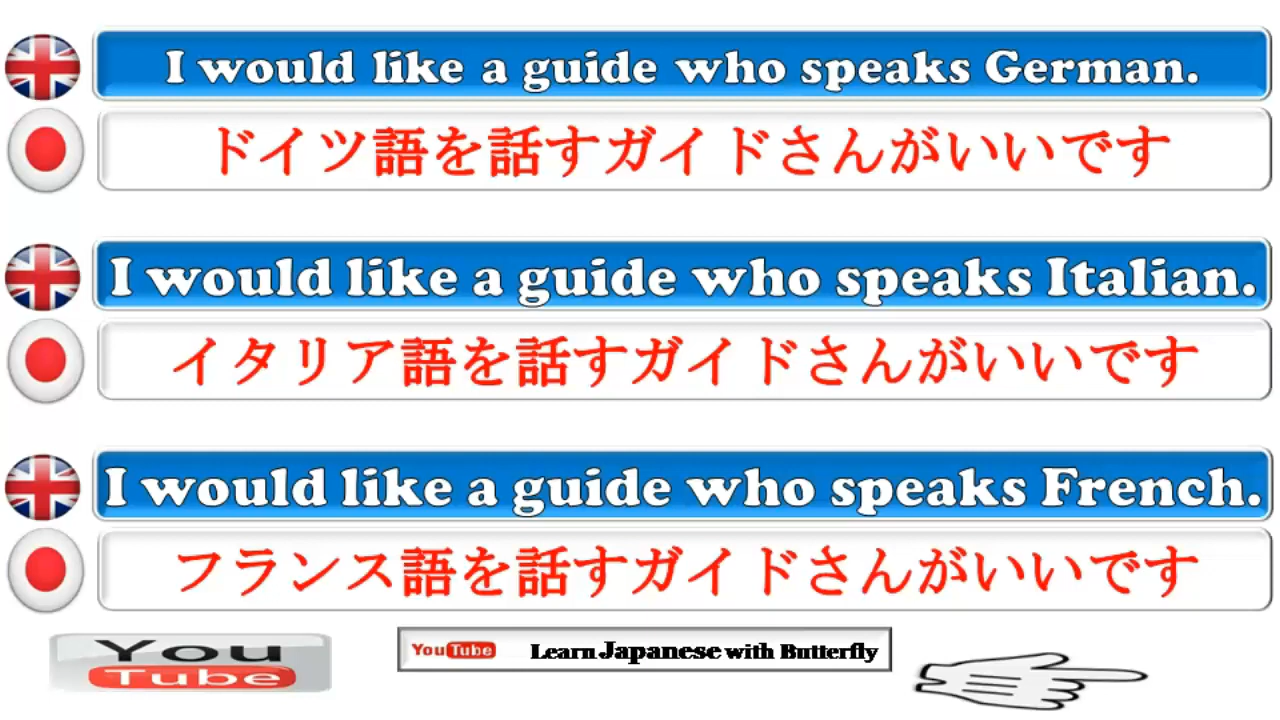 I would like a guide who speaks German.
ドイツ語を話すガイドさんがいいです
I would like a guide who speaks Italian.
イタリア語を話すガイドさんがいいです
I would like a guide who speaks French.
フランス語を話すガイドさんがいいです
You
Tube
YouTube Learn Japanese with Butterfly